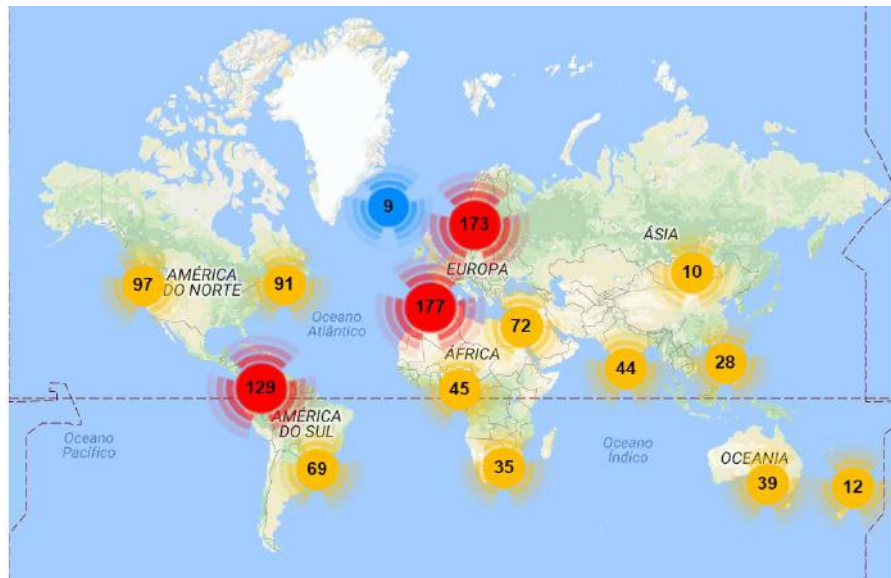 9
173
ÁSIA
97
AMÉRICA
DO NORTE
91
EUROPA
10
177
Oceano
Atlântico
72
ÁFRICA
44
28
129
45
AMÉRICA
DO SUL
Oceano
Pacífico
Oceano
Índico
69
35
OCEANIA
39
12